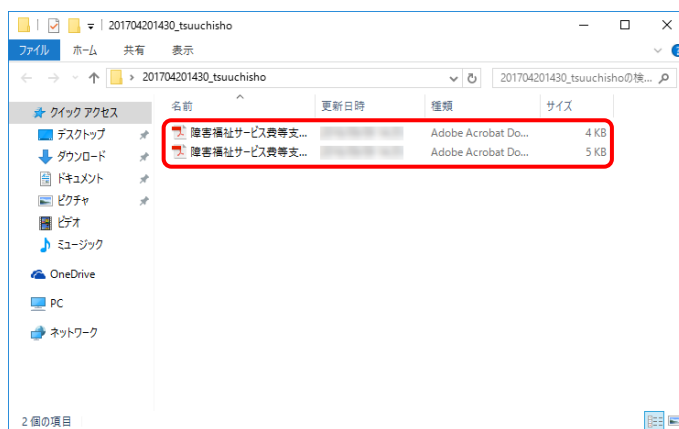 201704201430_tsuuchisho
ファイル ホーム 共有 表示
201704201430_tsuuchisho 201704201430_tsuuchishoの検...
名前 更新日時 種類 サイズ
クイック アクセス
デスクトップ
ダウンロード
ドキュメント
ピクチャ
ビデオ
ミュージック
OneDrive
PC
ネットワーク
障害福祉サービス費等支... Adobe Acrobat Do... 4 KB
障害福祉サービス費等支... Adobe Acrobat Do... 5 KB
2 個の項目